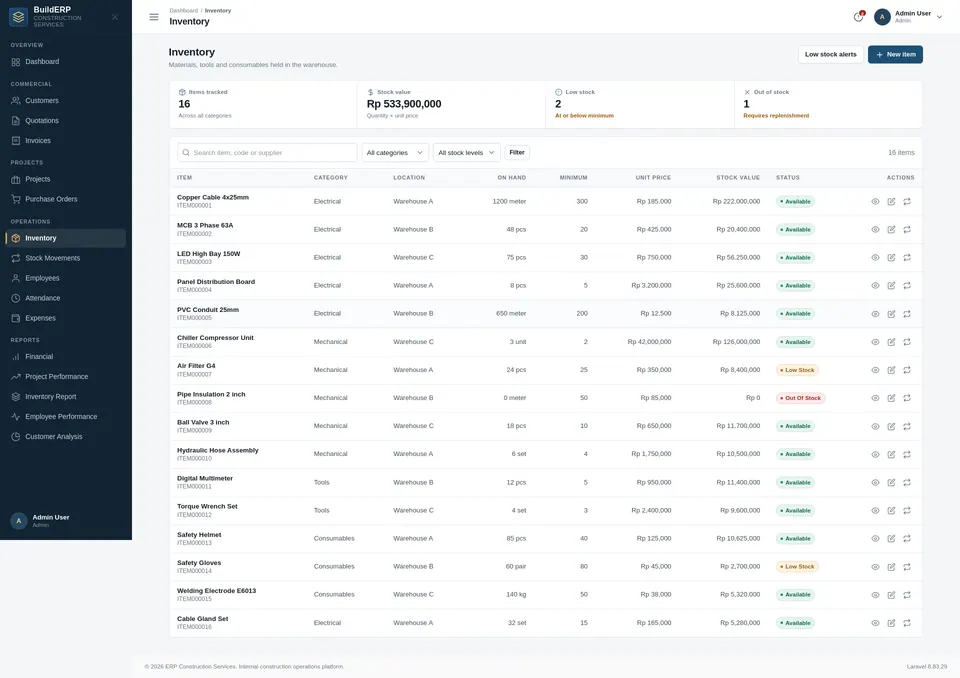 BuildERP
CONSTRUCTION
SERVICES
OVERVIEW
Dashboard
COMMERCIAL
Customers
Quotations
Invoices
PROJECTS
Projects
Purchase Orders
OPERATIONS
Inventory
Stock Movements
Employees
Attendance
Expenses
REPORTS
Financial
Project Performance
Inventory Report
Employee Performance
Customer Analysis
A
Admin User
Admin
Dashboard / Inventory
Inventory
A
Admin User
Admin
Inventory
Materials, tools and consumables held in the warehouse.
Low stock alerts
New item
Items tracked
16
Across all categories
Stock value
Rp 533,900,000
Quantity × unit price
Low stock
2
At or below minimum
Out of stock
1
Requires replenishment
Search item, code or supplier
All categories
All stock levels
Filter
16 items
ITEM CATEGORY LOCATION ON HAND MINIMUM UNIT PRICE STOCK VALUE STATUS ACTIONS
Copper Cable 4x25mm
ITEM000001 Electrical Warehouse A 1200 meter 300 Rp 185,000 Rp 222,000,000 Available
MCB 3 Phase 63A
ITEM000002 Electrical Warehouse B 48 pcs 20 Rp 425,000 Rp 20,400,000 Available
LED High Bay 150W
ITEM000003 Electrical Warehouse C 75 pcs 30 Rp 750,000 Rp 56,250,000 Available
Panel Distribution Board
ITEM000004 Electrical Warehouse A 8 pcs 5 Rp 3,200,000 Rp 25,600,000 Available
PVC Conduit 25mm
ITEM000005 Electrical Warehouse B 650 meter 200 Rp 12,500 Rp 8,125,000 Available
Chiller Compressor Unit
ITEM000006 Mechanical Warehouse C 3 unit 2 Rp 42,000,000 Rp 126,000,000 Available
Air Filter G4
ITEM000007 Mechanical Warehouse A 24 pcs 25 Rp 350,000 Rp 8,400,000 Low Stock
Pipe Insulation 2 inch
ITEM000008 Mechanical Warehouse B 0 meter 50 Rp 85,000 Rp 0 Out Of Stock
Ball Valve 3 inch
ITEM000009 Mechanical Warehouse C 18 pcs 10 Rp 650,000 Rp 11,700,000 Available
Hydraulic Hose Assembly
ITEM000010 Mechanical Warehouse A 6 set 4 Rp 1,750,000 Rp 10,500,000 Available
Digital Multimeter
ITEM000011 Tools Warehouse B 12 pcs 5 Rp 950,000 Rp 11,400,000 Available
Torque Wrench Set
ITEM000012 Tools Warehouse C 4 set 3 Rp 2,400,000 Rp 9,600,000 Available
Safety Helmet
ITEM000013 Consumables Warehouse A 85 pcs 40 Rp 125,000 Rp 10,625,000 Available
Safety Gloves
ITEM000014 Consumables Warehouse B 60 pair 80 Rp 45,000 Rp 2,700,000 Low Stock
Welding Electrode E6013
ITEM000015 Consumables Warehouse C 140 kg 50 Rp 38,000 Rp 5,320,000 Available
Cable Gland Set
ITEM000016 Electrical Warehouse A 32 set 15 Rp 165,000 Rp 5,280,000 Available
© 2026 ERP Construction Services. Internal construction operations platform.
Laravel 8.83.29